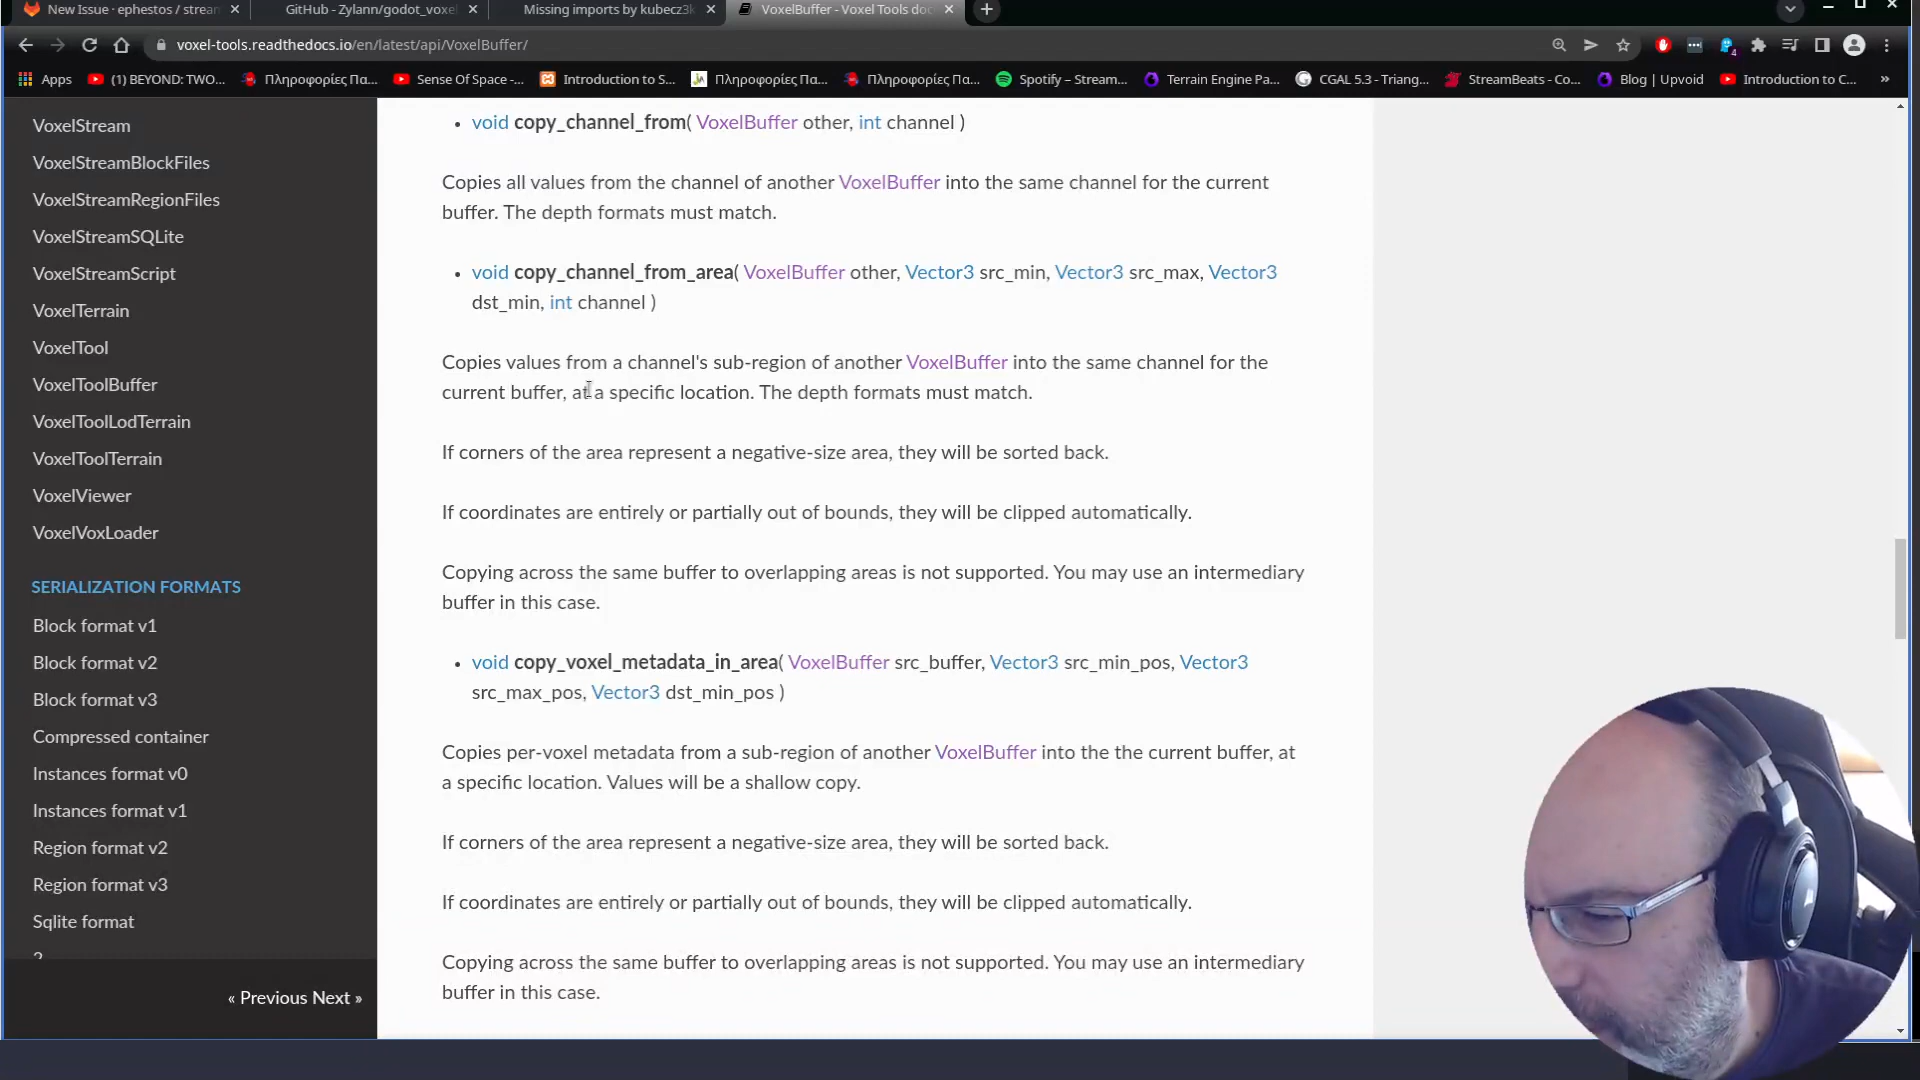 New Issue · ephestos / stream
GitHub - Zylann/godot_voxel
Missing imports by kubecz3k
VoxelBuffer - Voxel Tools doc
voxel-tools.readthedocs.io/en/latest/api/VoxelBuffer/
4
Apps
(1) BEYOND: TWO...
Πληροφορίες Πα...
Sense Of Space -...
Introduction to S...
Πληροφορίες Πα...
Πληροφορίες Πα...
Spotify – Stream...
Terrain Engine Pa...
CGAL 5.3 - Triang...
StreamBeats - Co...
Blog | Upvoid
Introduction to C...
»
VoxelStream
VoxelStreamBlockFiles
VoxelStreamRegionFiles
VoxelStreamSQLite
VoxelStreamScript
VoxelTerrain
VoxelTool
VoxelToolBuffer
VoxelToolLodTerrain
VoxelToolTerrain
VoxelViewer
VoxelVoxLoader
SERIALIZATION FORMATS
Block format v1
Block format v2
Block format v3
Compressed container
Instances format v0
Instances format v1
Region format v2
Region format v3
Sqlite format
« Previous Next »
• void copy_channel_from( VoxelBuffer other, int channel )
Copies all values from the channel of another VoxelBuffer into the same channel for the current
buffer. The depth formats must match.
• void copy_channel_from_area( VoxelBuffer other, Vector3 src_min, Vector3 src_max, Vector3
dst_min, int channel )
Copies values from a channel's sub-region of another VoxelBuffer into the same channel for the
current buffer, at a specific location. The depth formats must match.
If corners of the area represent a negative-size area, they will be sorted back.
If coordinates are entirely or partially out of bounds, they will be clipped automatically.
Copying across the same buffer to overlapping areas is not supported. You may use an intermediary
buffer in this case.
• void copy_voxel_metadata_in_area( VoxelBuffer src_buffer, Vector3 src_min_pos, Vector3
src_max_pos, Vector3 dst_min_pos )
Copies per-voxel metadata from a sub-region of another VoxelBuffer into the the current buffer, at
a specific location. Values will be a shallow copy.
If corners of the area represent a negative-size area, they will be sorted back.
If coordinates are entirely or partially out of bounds, they will be clipped automatically.
Copying across the same buffer to overlapping areas is not supported. You may use an intermediary
buffer in this case.